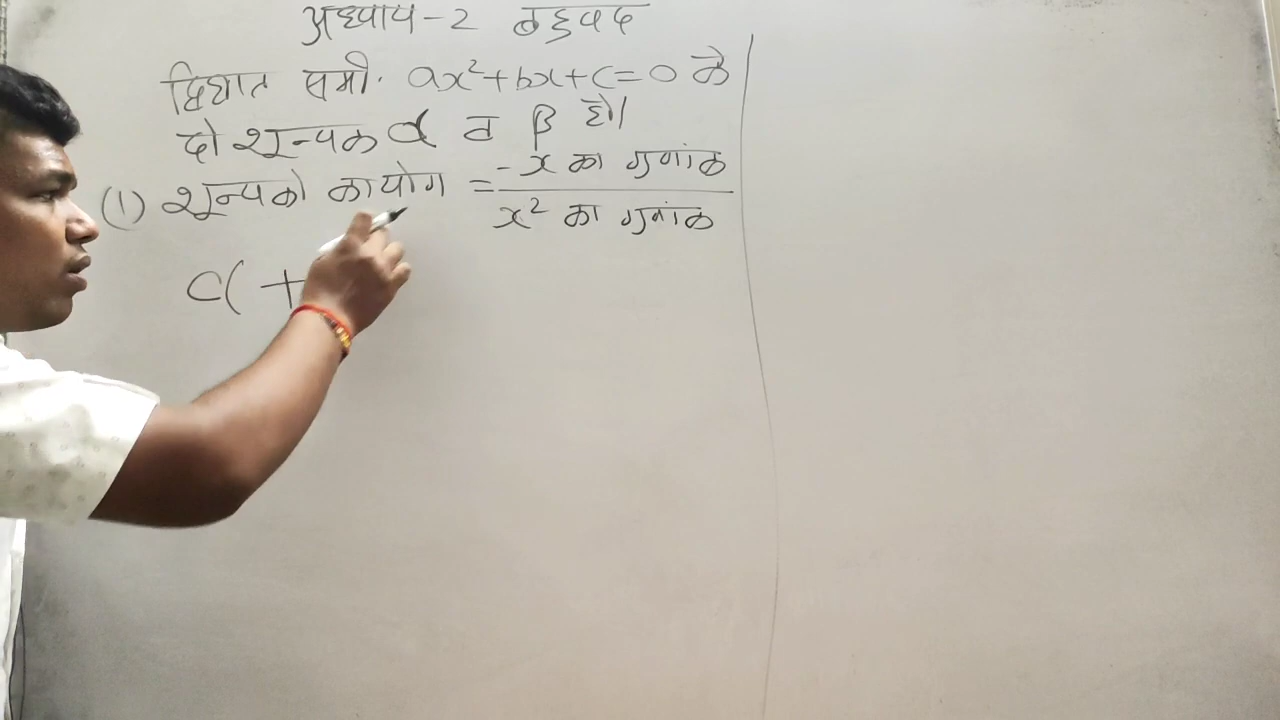 अध्याय-2 बहुपद
द्विघात समी. ax²+bx+c=0 के
दो शून्यक α व β हो।
(1) शून्यको का योग = -x का गुणांक / x² का गुणांक
α +